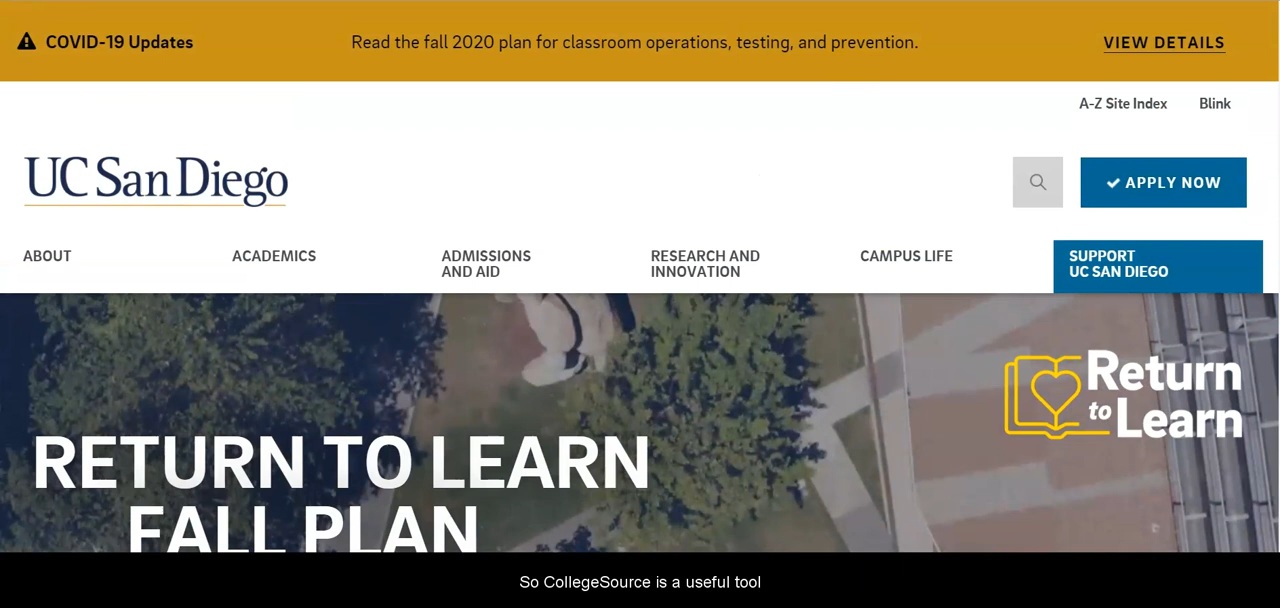 COVID-19 Updates
Read the fall 2020 plan for classroom operations, testing, and prevention.
VIEW DETAILS
A-Z Site Index
Blink
UC San Diego
APPLY NOW
ABOUT
ACADEMICS
ADMISSIONS
AND AID
RESEARCH AND
INNOVATION
CAMPUS LIFE
SUPPORT
UC SAN DIEGO
Return
to Learn
RETURN TO LEARN
FALL PLAN
So CollegeSource is a useful tool